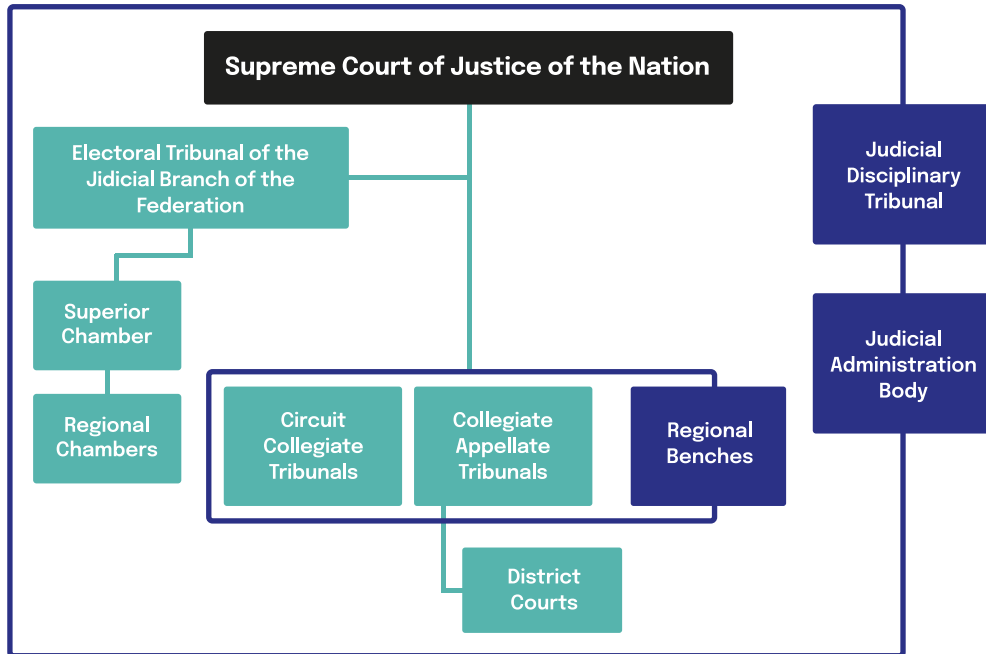 Supreme Court of Justice of the Nation
Electoral Tribunal of the
Jidicial Branch of the
Federation
Superior
Chamber
Regional
Chambers
Circuit
Collegiate
Tribunals
Collegiate
Appellate
Tribunals
Regional
Benches
District
Courts
Judicial
Disciplinary
Tribunal
Judicial
Administration
Body